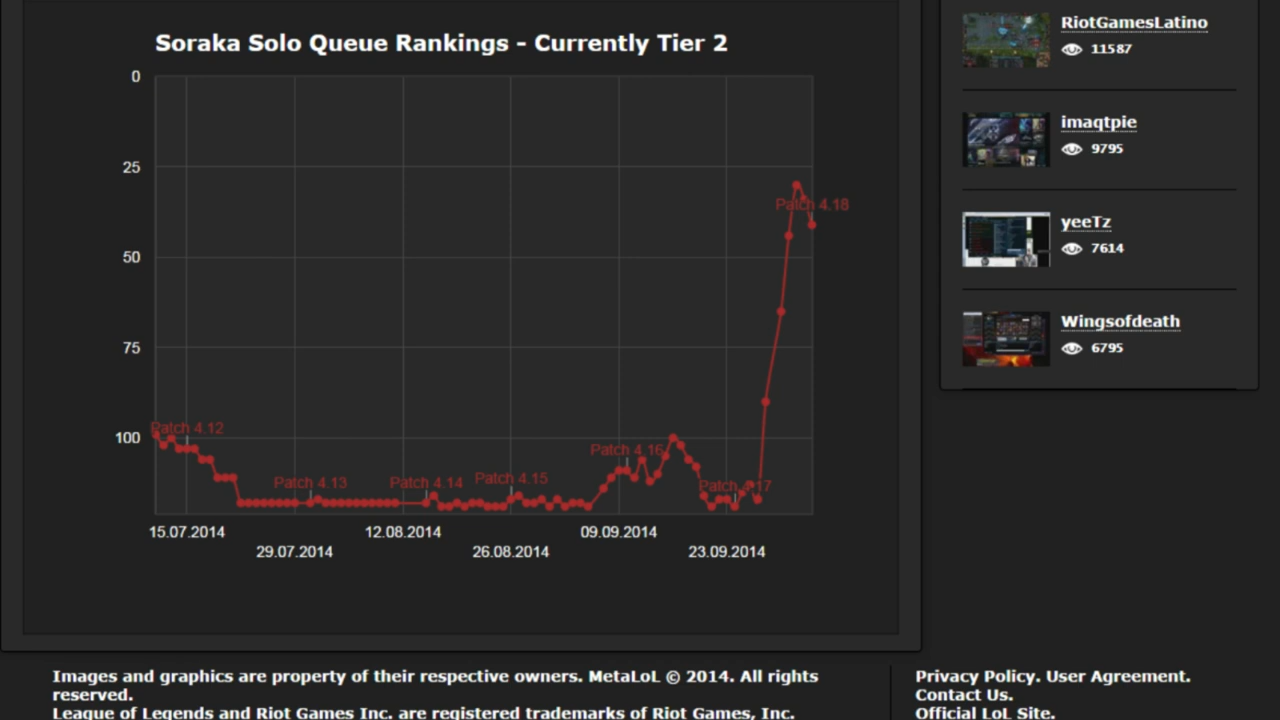 Soraka Solo Queue Rankings - Currently Tier 2
0
25
50
75
100
Patch 4.12
Patch 4.13
Patch 4.14
Patch 4.15
Patch 4.16
Patch 4.17
Patch 4.18
15.07.2014
29.07.2014
12.08.2014
26.08.2014
09.09.2014
23.09.2014
RiotGamesLatino
11587
imaqtpie
9795
yeeTz
7614
Wingsofdeath
6795
Images and graphics are property of their respective owners. MetaLoL © 2014. All rights
reserved.
League of Legends and Riot Games Inc. are registered trademarks of Riot Games, Inc.
Privacy Policy. User Agreement.
Contact Us.
Official LoL Site.